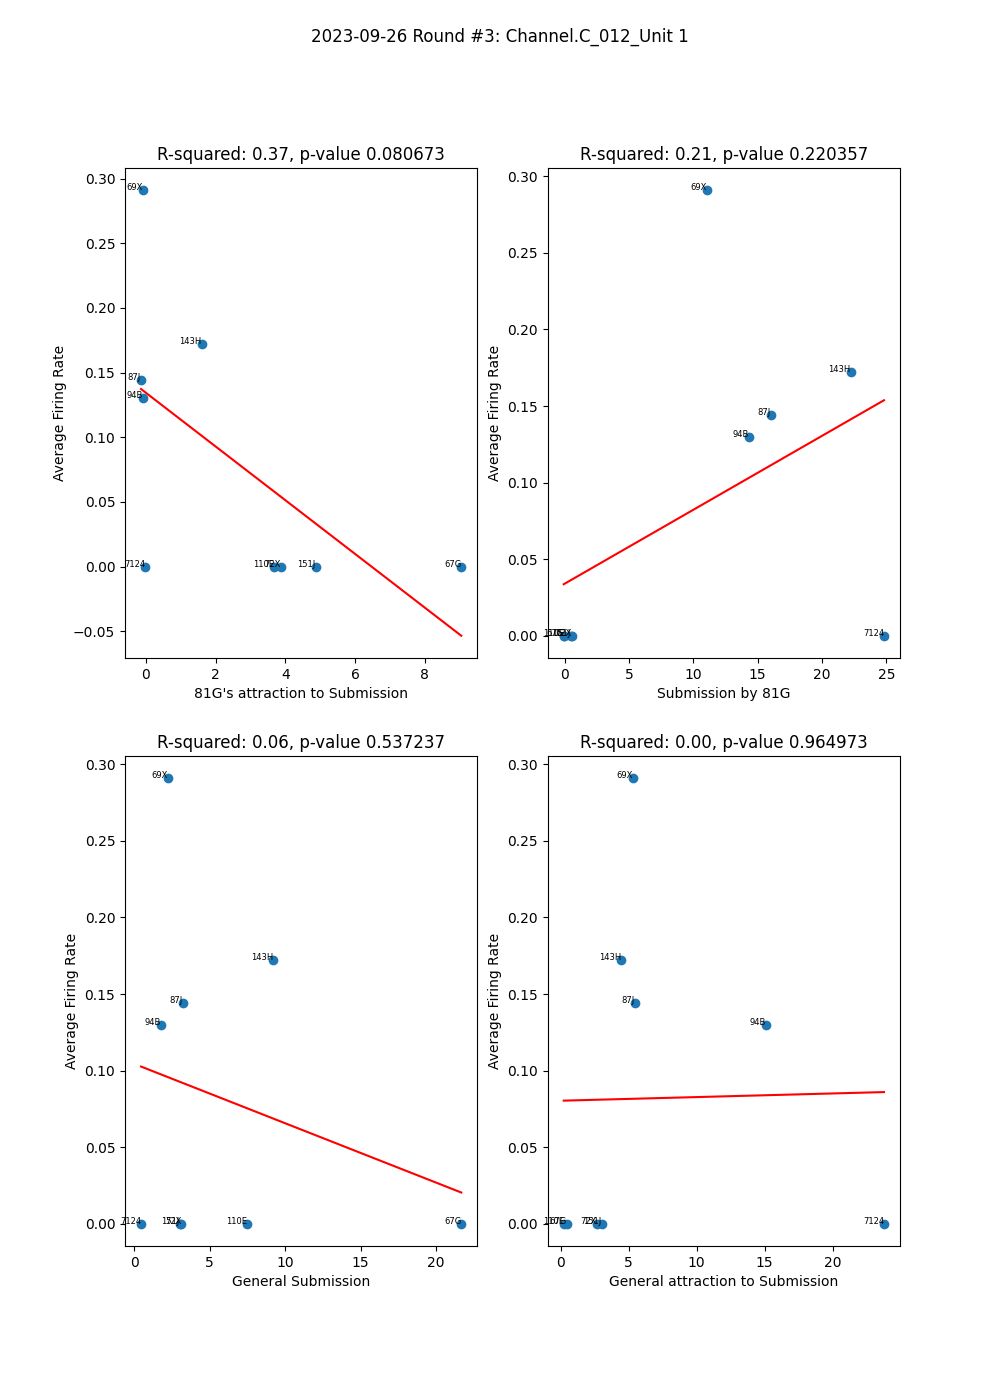 2023-09-26 Round #3: Channel.C_012_Unit 1
R-squared: 0.37, p-value 0.080673
Average Firing Rate
0.30
0.25
0.20
0.15
0.10
0.05
0.00
−0.05
69X
143H
87J
94B
7124
110E
72X
151J
67G
0 2 4 6 8
81G's attraction to Submission
R-squared: 0.21, p-value 0.220357
Average Firing Rate
0.30
0.25
0.20
0.15
0.10
0.05
0.00
69X
143H
87J
94B
7124
0 5 10 15 20 25
Submission by 81G
R-squared: 0.06, p-value 0.537237
Average Firing Rate
0.30
0.25
0.20
0.15
0.10
0.05
0.00
69X
143H
87J
94B
7124
110E
67G
0 5 10 15 20
General Submission
R-squared: 0.00, p-value 0.964973
Average Firing Rate
0.30
0.25
0.20
0.15
0.10
0.05
0.00
69X
143H
87J
94B
7124
0 5 10 15 20
General attraction to Submission